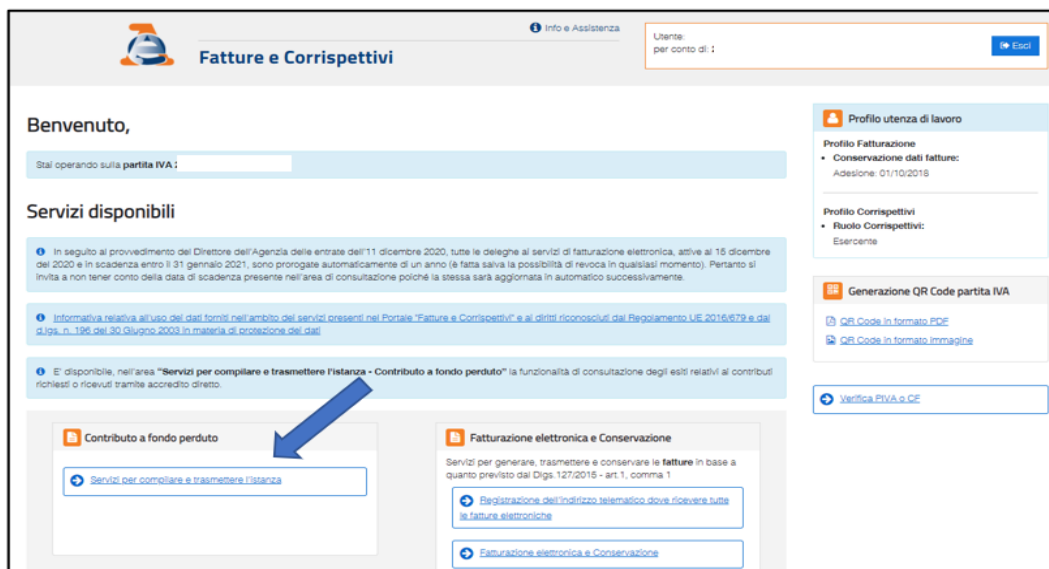 Info e Assistenza
Fatture e Corrispettivi
Utente:
per conto di: :
Esci
Benvenuto,
Stai operando sulla partita IVA :
Servizi disponibili
In seguito al provvedimento del Direttore dell'Agenzia delle entrate dell'11 dicembre 2020, tutte le deleghe ai servizi di fatturazione elettronica, attive al 15 dicembre
del 2020 e in scadenza entro il 31 gennaio 2021, sono prorogate automaticamente di un anno (è fatta salva la possibilità di revoca in qualsiasi momento). Pertanto si
invita a non tener conto della data di scadenza presente nell'area di consultazione poiché la stessa sarà aggiornata in automatico successivamente.
Informativa relativa all'uso dei dati forniti nell'ambito dei servizi presenti nel Portale "Fatture e Corrispettivi" e ai diritti riconosciuti dal Regolamento UE 2016/679 e dal
d.lgs. n. 196 del 30 Giugno 2003 in materia di protezione dei dati
E' disponibile, nell'area "Servizi per compilare e trasmettere l'istanza - Contributo a fondo perduto" la funzionalità di consultazione degli esiti relativi ai contributi
richiesti o ricevuti tramite accredito diretto.
Contributo a fondo perduto
Servizi per compilare e trasmettere l'istanza
Fatturazione elettronica e Conservazione
Servizi per generare, trasmettere e conservare le fatture in base a
quanto previsto dal Dlgs.127/2015 - art.1, comma 1
Registrazione dell'indirizzo telematico dove ricevere tutte
le fatture elettroniche
Fatturazione elettronica e Conservazione
Profilo utenza di lavoro
Profilo Fatturazione
• Conservazione dati fatture:
Adesione: 01/10/2018
Profilo Corrispettivi
• Ruolo Corrispettivi:
Esercente
Generazione QR Code partita IVA
QR Code in formato PDF
QR Code in formato immagine
Verifica PIVA o CF